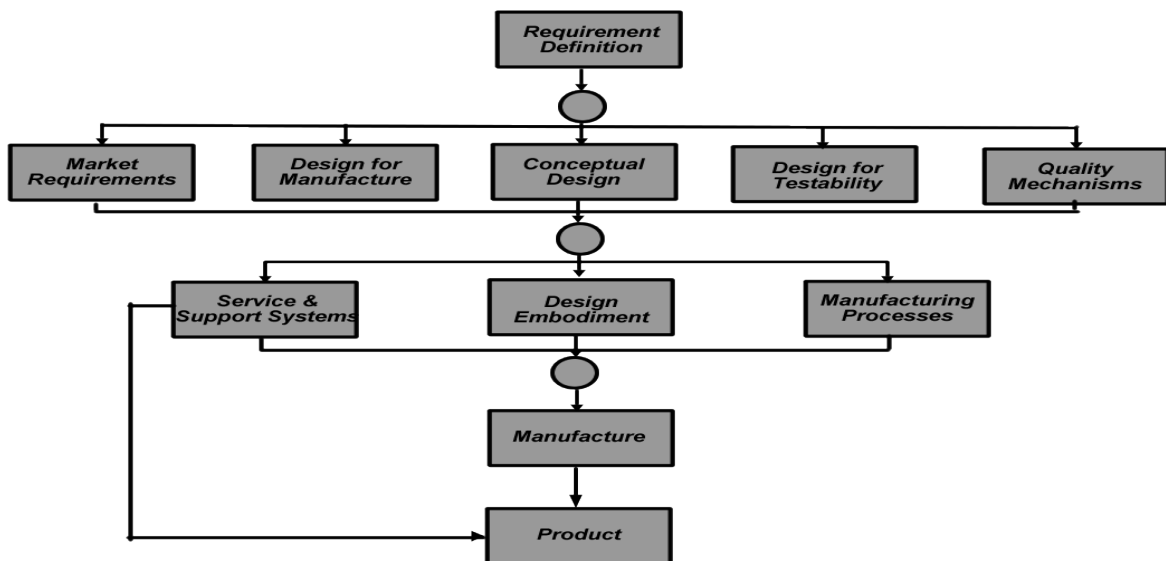 Requirement
Definition
Market
Requirements
Design for
Manufacture
Conceptual
Design
Design for
Testability
Quality
Mechanisms
Service &
Support Systems
Design
Embodiment
Manufacturing
Processes
Manufacture
Product